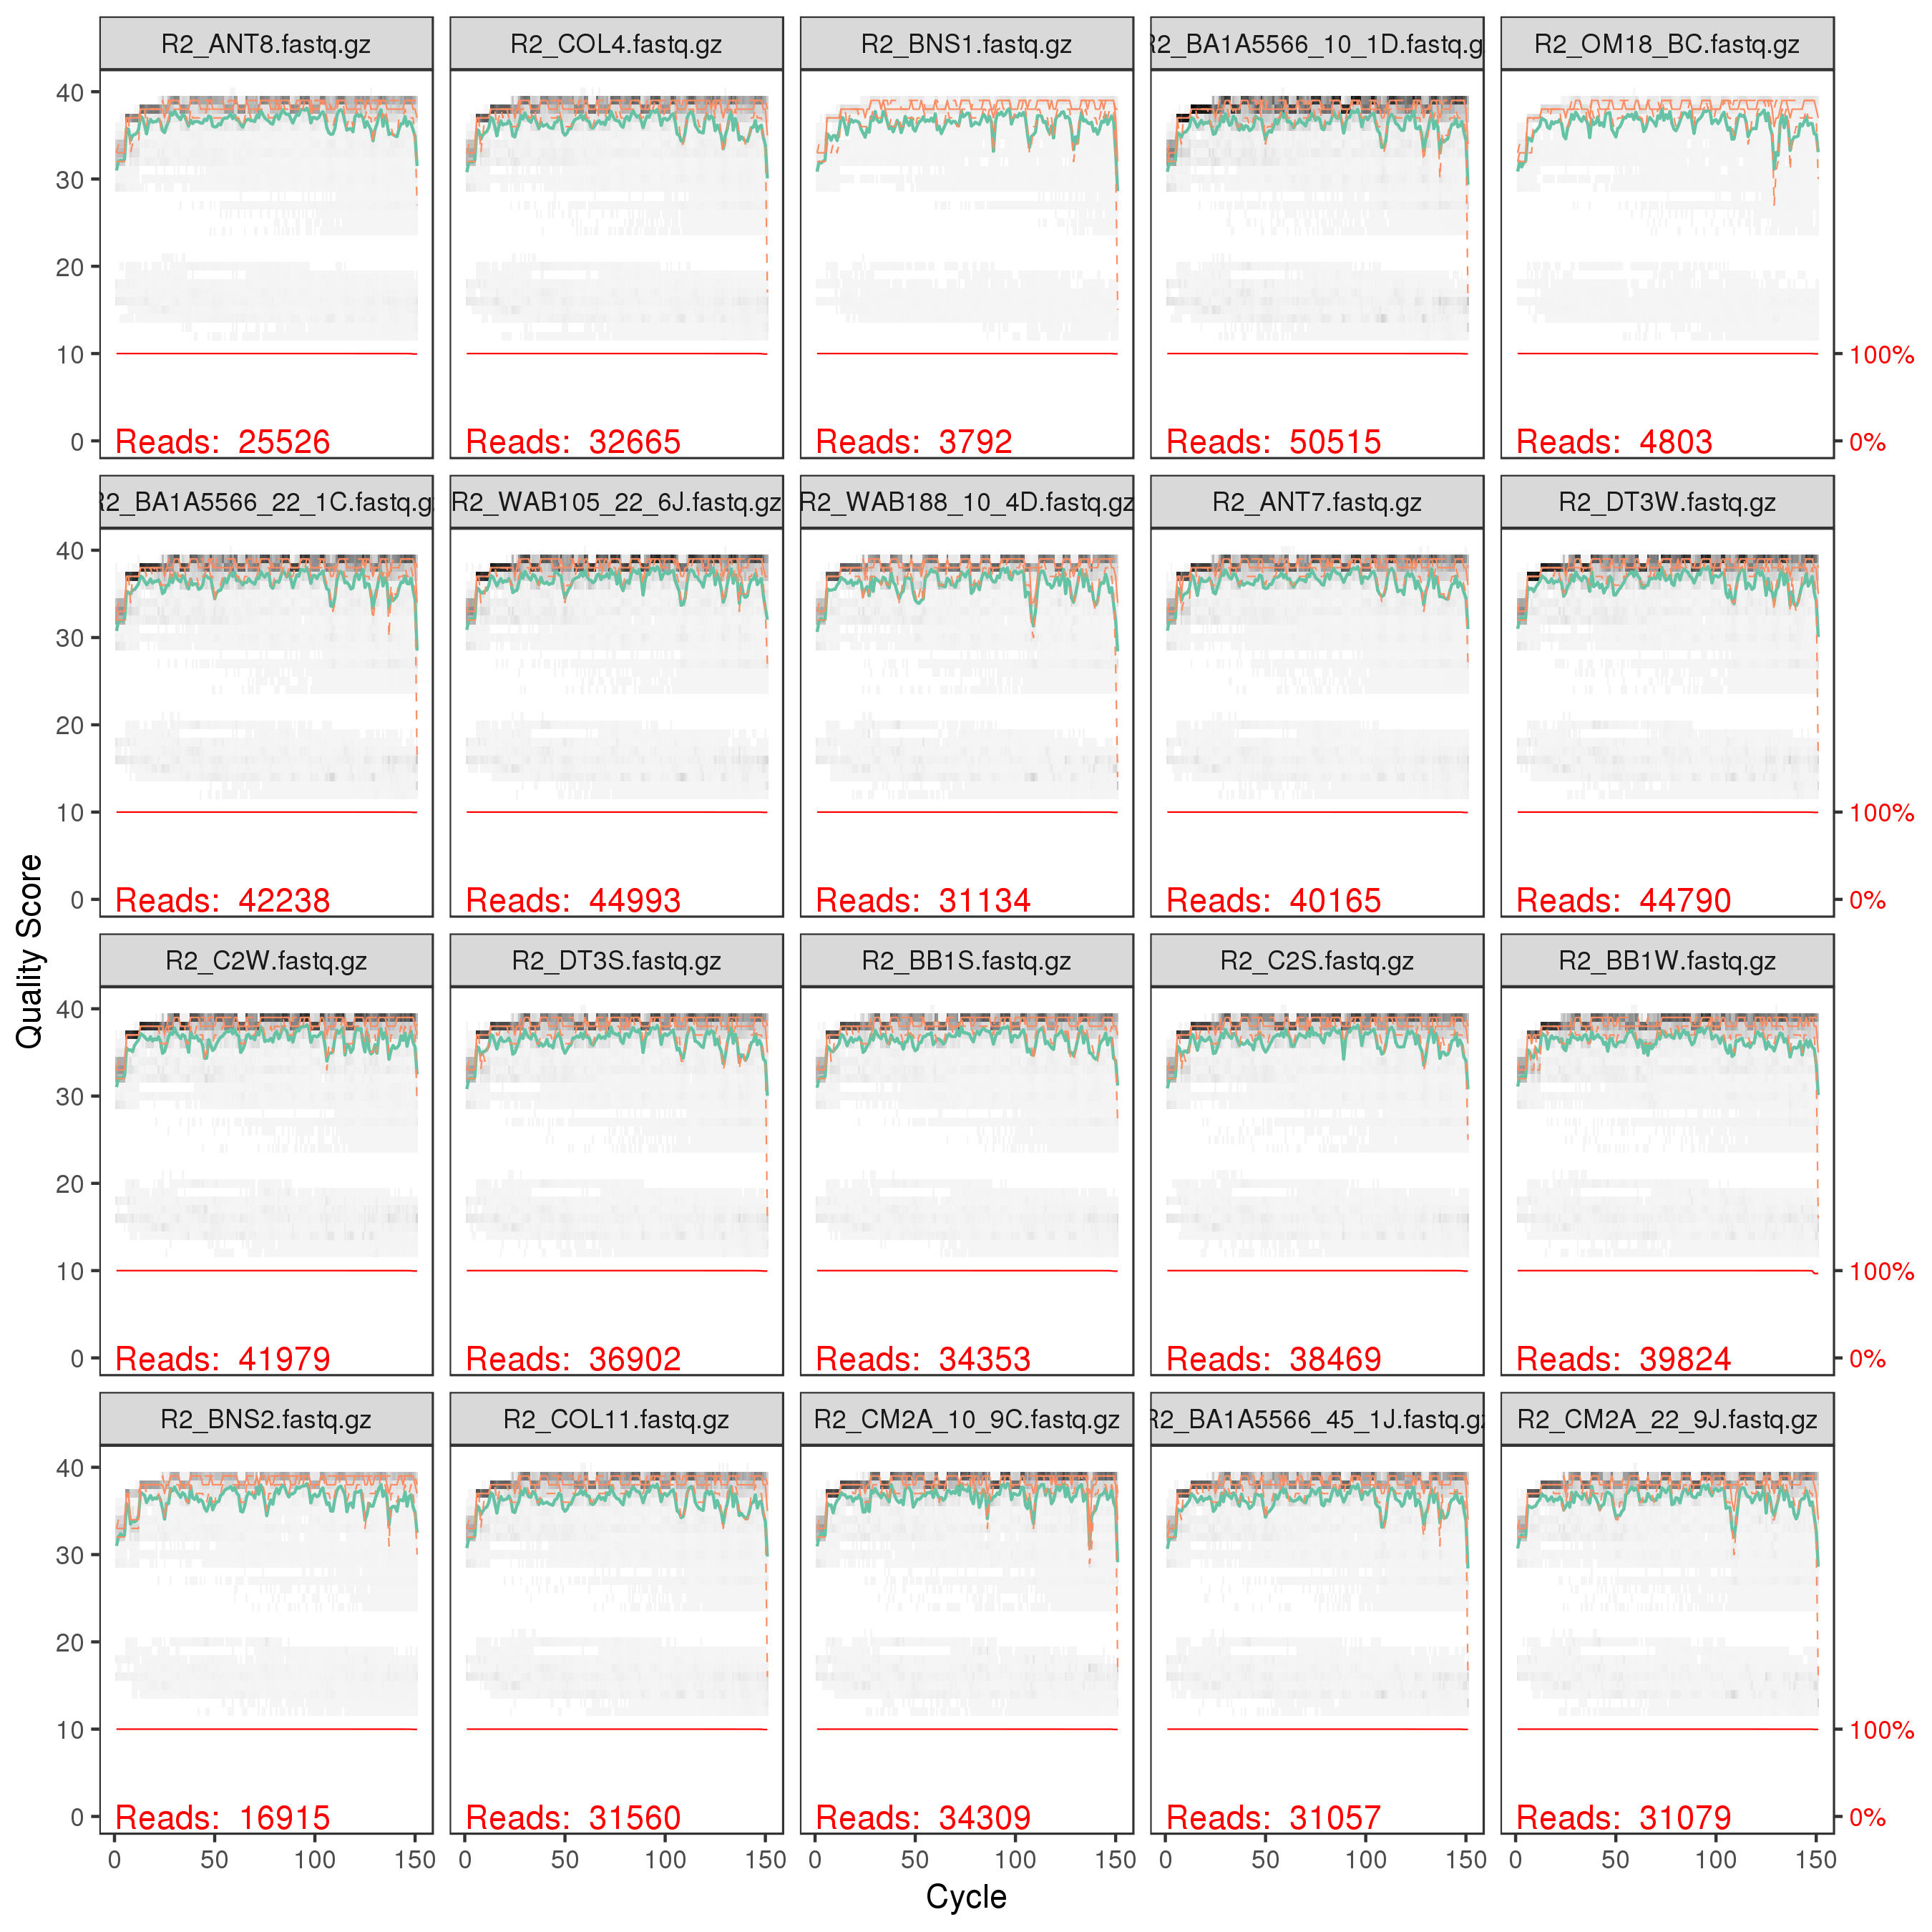 R2_ANT8.fastq.gz
R2_COL4.fastq.gz
R2_BNS1.fastq.gz
R2_BA1A5566_10_1D.fastq.g
R2_OM18_BC.fastq.gz
40
30
20
10
0
Reads: 25526
Reads: 32665
Reads: 3792
Reads: 50515
Reads: 4803
100%
0%
R2_BA1A5566_22_1C.fastq.g
R2_WAB105_22_6J.fastq.gz
R2_WAB188_10_4D.fastq.gz
R2_ANT7.fastq.gz
R2_DT3W.fastq.gz
40
30
20
10
0
Reads: 42238
Reads: 44993
Reads: 31134
Reads: 40165
Reads: 44790
100%
0%
Quality Score
R2_C2W.fastq.gz
R2_DT3S.fastq.gz
R2_BB1S.fastq.gz
R2_C2S.fastq.gz
R2_BB1W.fastq.gz
40
30
20
10
0
Reads: 41979
Reads: 36902
Reads: 34353
Reads: 38469
Reads: 39824
100%
0%
R2_BNS2.fastq.gz
R2_COL11.fastq.gz
R2_CM2A_10_9C.fastq.gz
R2_BA1A5566_45_1J.fastq.gz
R2_CM2A_22_9J.fastq.gz
40
30
20
10
0
Reads: 16915
Reads: 31560
Reads: 34309
Reads: 31057
Reads: 31079
100%
0%
0 50 100 150
0 50 100 150
0 50 100 150
0 50 100 150
0 50 100 150
Cycle